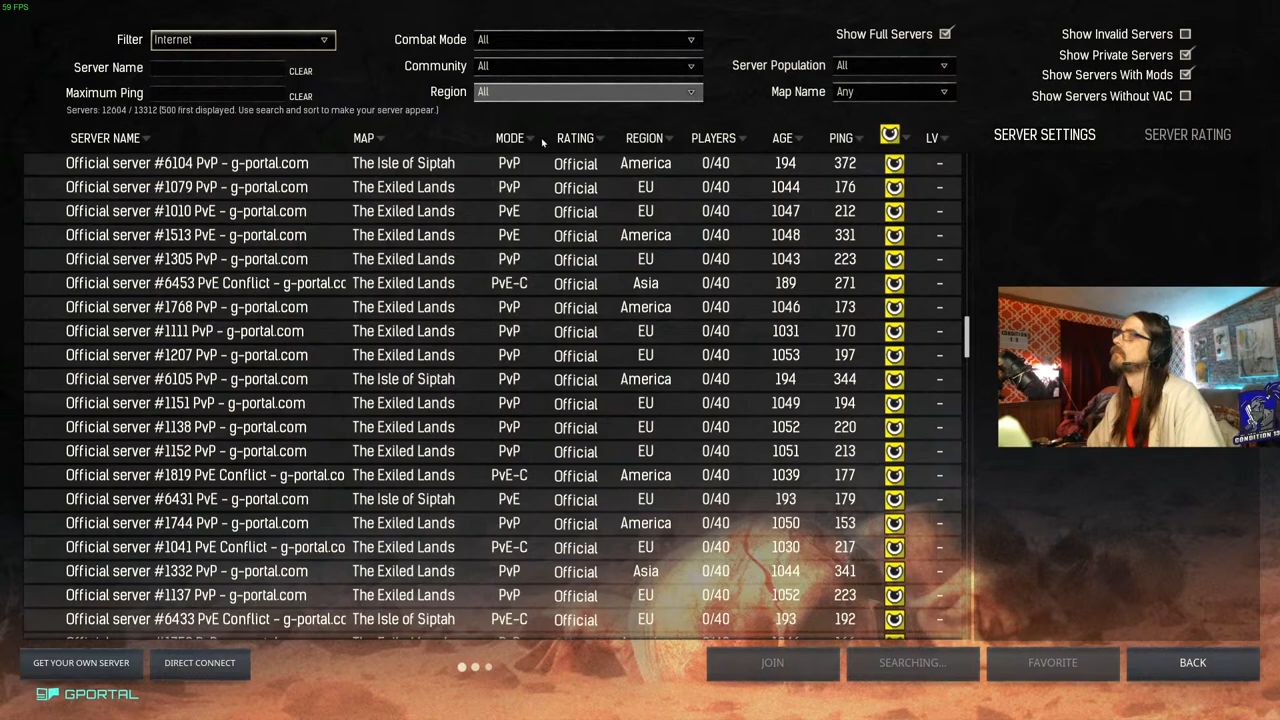 59 FPS
Filter Internet
Combat Mode All
Show Full Servers
Show Invalid Servers
Server Name CLEAR
Community All
Server Population All
Show Private Servers
Maximum Ping CLEAR
Region All
Map Name Any
Show Servers With Mods
Show Servers Without VAC
Servers: 12604 / 13312 (500 first displayed. Use search and sort to make your server appear.)
SERVER NAME MAP MODE RATING REGION PLAYERS AGE PING LV
SERVER SETTINGS SERVER RATING
Official server #6104 PvP - g-portal.com The Isle of Siptah PvP Official America 0/40 194 372 -
Official server #1079 PvP - g-portal.com The Exiled Lands PvP Official EU 0/40 1044 176 -
Official server #1010 PvE - g-portal.com The Exiled Lands PvE Official EU 0/40 1047 212 -
Official server #1513 PvE - g-portal.com The Exiled Lands PvE Official America 0/40 1048 331 -
Official server #1305 PvP - g-portal.com The Exiled Lands PvP Official EU 0/40 1043 223 -
Official server #6453 PvE Conflict - g-portal.cc The Isle of Siptah PvE-C Official Asia 0/40 189 271 -
Official server #1768 PvP - g-portal.com The Exiled Lands PvP Official America 0/40 1046 173 -
Official server #1111 PvP - g-portal.com The Exiled Lands PvP Official EU 0/40 1031 170 -
Official server #1207 PvP - g-portal.com The Exiled Lands PvP Official EU 0/40 1053 197 -
Official server #6105 PvP - g-portal.com The Isle of Siptah PvP Official America 0/40 194 344 -
Official server #1151 PvP - g-portal.com The Exiled Lands PvP Official EU 0/40 1049 194 -
Official server #1138 PvP - g-portal.com The Exiled Lands PvP Official EU 0/40 1052 220 -
Official server #1152 PvP - g-portal.com The Exiled Lands PvP Official EU 0/40 1051 213 -
Official server #1819 PvE Conflict - g-portal.co The Exiled Lands PvE-C Official America 0/40 1039 177 -
Official server #6431 PvE - g-portal.com The Isle of Siptah PvE Official EU 0/40 193 179 -
Official server #1744 PvP - g-portal.com The Exiled Lands PvP Official America 0/40 1050 153 -
Official server #1041 PvE Conflict - g-portal.co The Exiled Lands PvE-C Official EU 0/40 1030 217 -
Official server #1332 PvP - g-portal.com The Exiled Lands PvP Official Asia 0/40 1044 341 -
Official server #1137 PvP - g-portal.com The Exiled Lands PvP Official EU 0/40 1052 223 -
Official server #6433 PvE Conflict - g-portal.cc The Isle of Siptah PvE-C Official EU 0/40 193 192 -
CONDITION
GET YOUR OWN SERVER DIRECT CONNECT JOIN SEARCHING... FAVORITE BACK
GPORTAL